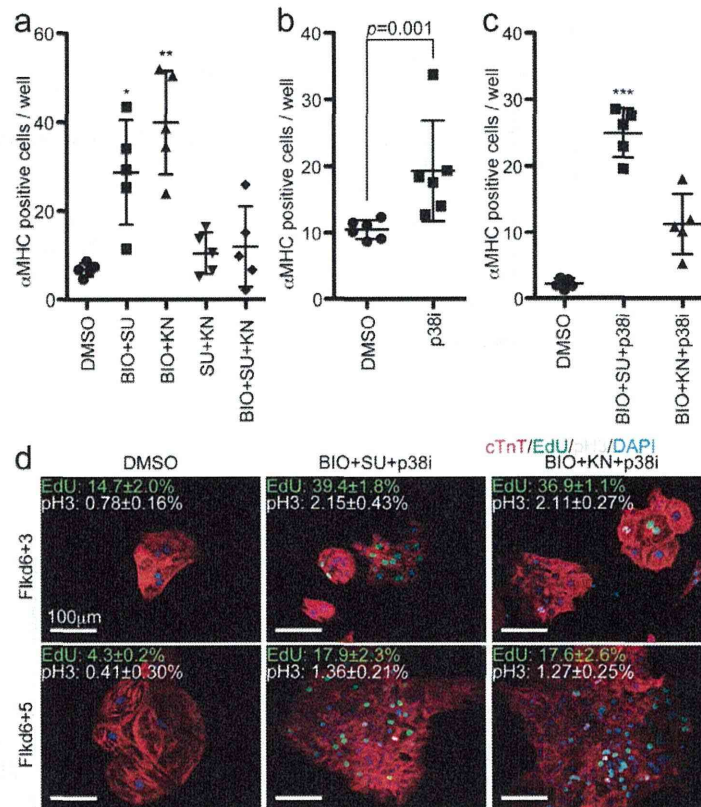 a
αMHC positive cells / well
60
40
20
0
*
**
DMSO
BIO+SU
BIO+KN
SU+KN
BIO+SU+KN
b
αMHC positive cells / well
40
30
20
10
0
p=0.001
DMSO
p38i
c
αMHC positive cells / well
40
30
20
10
0
***
DMSO
BIO+SU+p38i
BIO+KN+p38i
cTnT/EdU/pH3/DAPI
d
DMSO
BIO+SU+p38i
BIO+KN+p38i
Flkd6+3
EdU: 14.7±2.0%
pH3: 0.78±0.16%
100μm
EdU: 39.4±1.8%
pH3: 2.15±0.43%
EdU: 36.9±1.1%
pH3: 2.11±0.27%
Flkd6+5
EdU: 4.3±0.2%
pH3: 0.41±0.30%
EdU: 17.9±2.3%
pH3: 1.36±0.21%
EdU: 17.6±2.6%
pH3: 1.27±0.25%